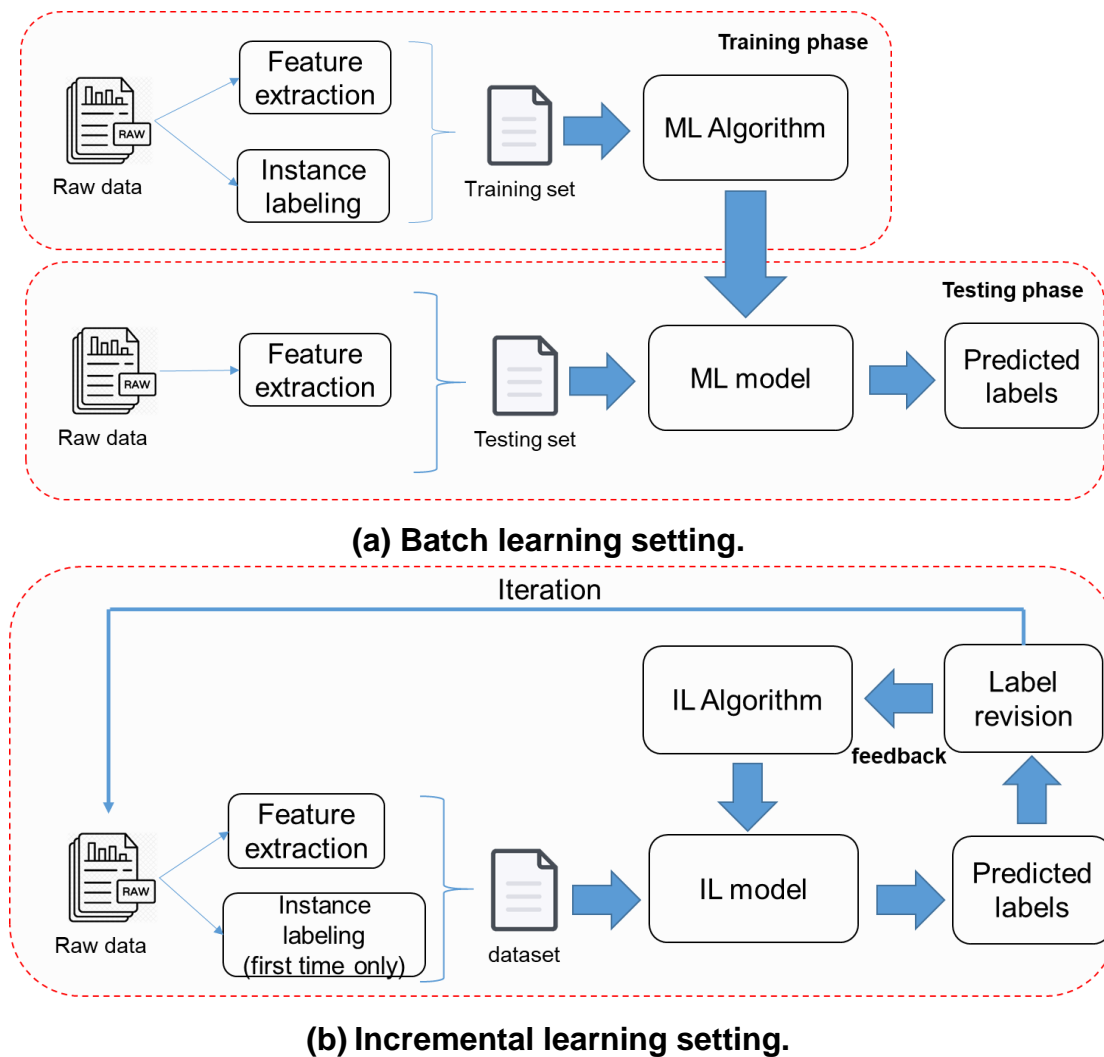 Training phase
Feature
extraction
RAW
Raw data
Instance
labeling
Training set
ML Algorithm
Testing phase
RAW
Raw data
Feature
extraction
Testing set
ML model
Predicted
labels
(a) Batch learning setting.
Iteration
IL Algorithm
Label
revision
feedback
RAW
Raw data
Feature
extraction
Instance
labeling
(first time only)
dataset
IL model
Predicted
labels
(b) Incremental learning setting.